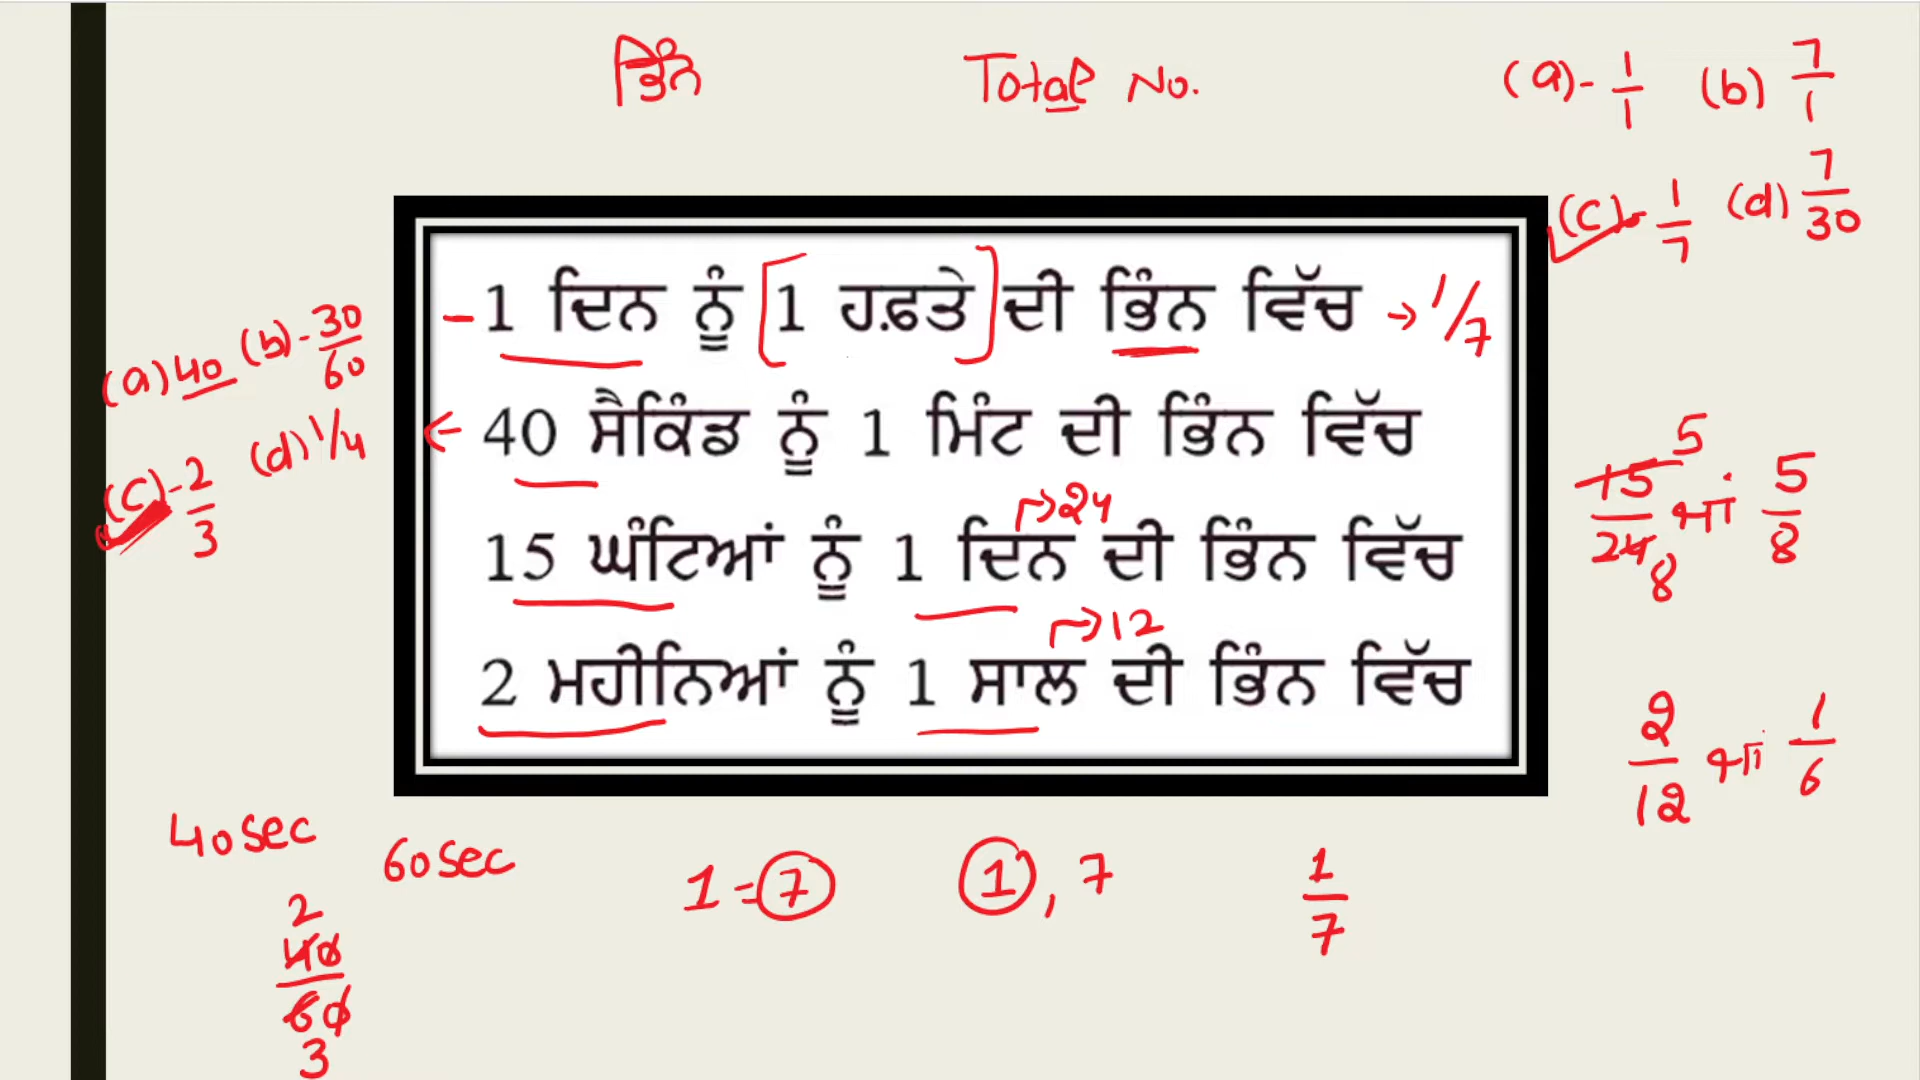 ਭਿੰਨ Total No. (a)- 1/1 (b) 7/1
(c)- 1/7 (d) 7/30
1 ਦਿਨ ਨੂੰ [1 ਹਫ਼ਤੇ] ਦੀ ਭਿੰਨ ਵਿੱਚ → 1/7
(a) 40 (b)- 30/60
40 ਸੈਕਿੰਡ ਨੂੰ 1 ਮਿੰਟ ਦੀ ਭਿੰਨ ਵਿੱਚ
(c)- 2/3 (d) 1/4
→24
15 ਘੰਟਿਆਂ ਨੂੰ 1 ਦਿਨ ਦੀ ਭਿੰਨ ਵਿੱਚ
5 15/24 8 ਜਾਂ 5/8
→12
2 ਮਹੀਨਿਆਂ ਨੂੰ 1 ਸਾਲ ਦੀ ਭਿੰਨ ਵਿੱਚ
2/12 ਜਾਂ 1/6
40 sec 60 sec
2 40/60 3
1 = 7 1, 7 1/7